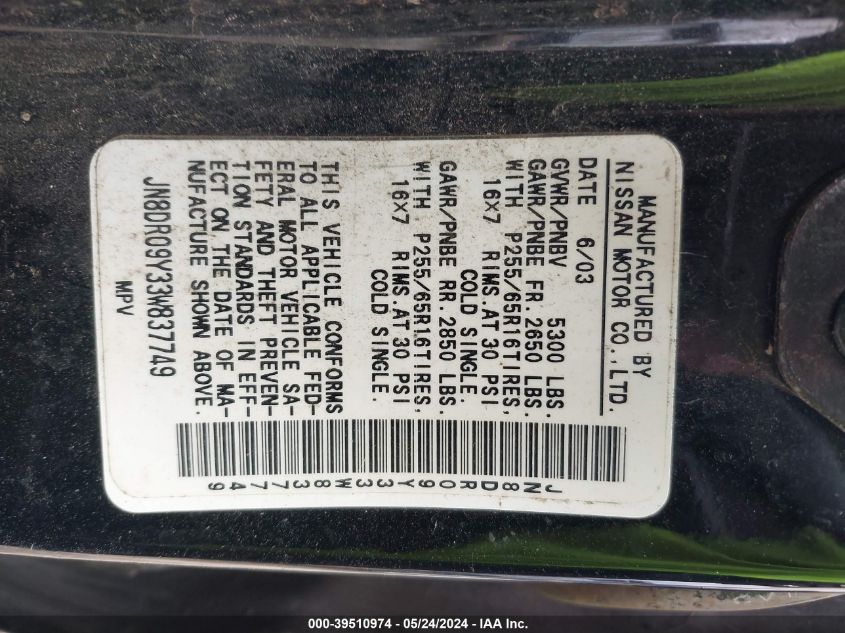 MANUFACTURED BY
NISSAN MOTOR CO.,LTD.
DATE 6/03
GVWR/PNBV 5300 LBS.
GAWR/PNBE FR. 2650 LBS.
WITH P255/65R16TIRES,
16X7 RIMS.AT 30 PSI
COLD SINGLE.
GAWR/PNBE RR. 2850 LBS.
WITH P255/65R16TIRES,
16X7 RIMS.AT 30 PSI
COLD SINGLE.
THIS VEHICLE CONFORMS
TO ALL APPLICABLE FED-
ERAL MOTOR VEHICLE SA-
FETY AND THEFT PREVEN-
TION STANDARDS IN EFF-
ECT ON THE DATE OF MA-
NUFACTURE SHOWN ABOVE.
JN8DR09Y33W837749
MPV
JN8DR09Y33W837749
000-39510974 - 05/24/2024 - IAA Inc.